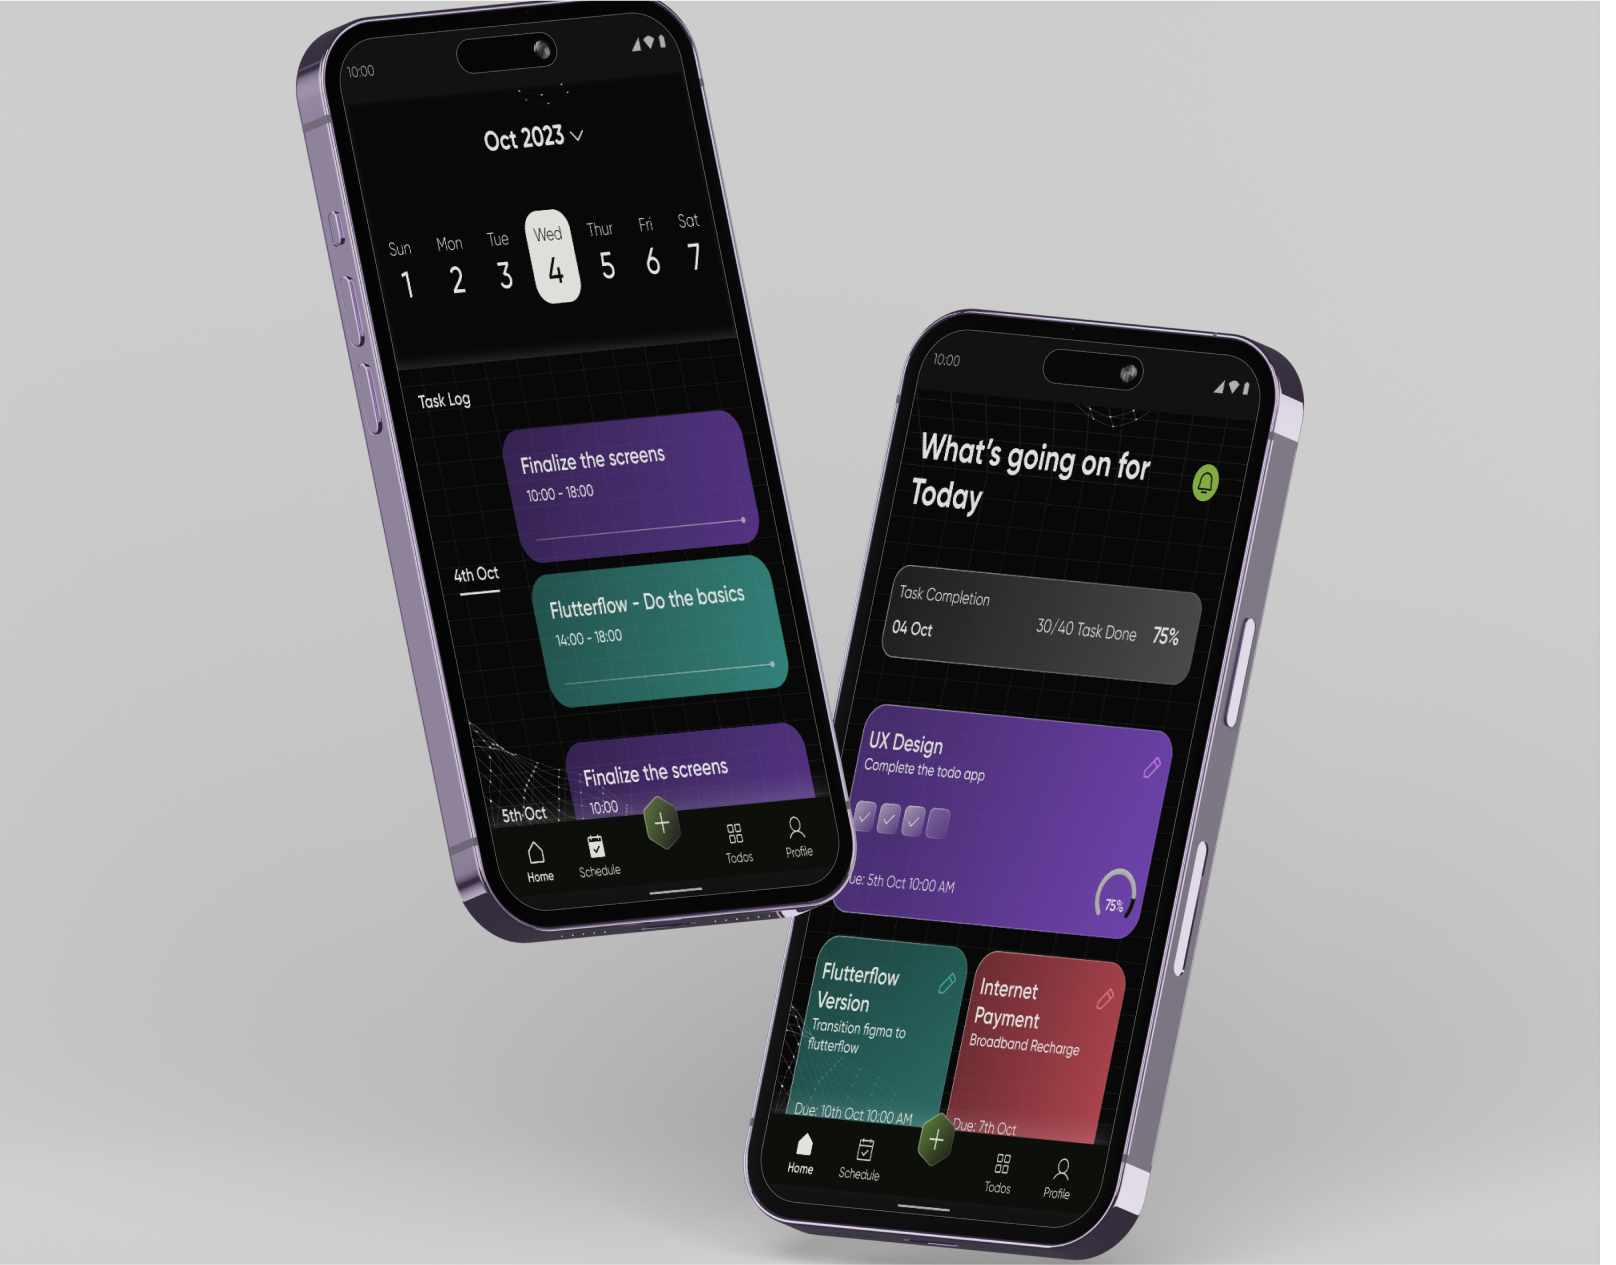 10:00
Oct 2023
Sun Mon Tue Wed Thur Fri Sat
1 2 3 4 5 6 7
Task Log
Finalize the screens
10:00 - 18:00
4th Oct
Flutterflow - Do the basics
14:00 - 18:00
Finalize the screens
10:00
5th Oct
Home Schedule Todos Profile
10:00
What's going on for
Today
Task Completion
04 Oct 30/40 Task Done 75%
UX Design
Complete the todo app
ue: 5th Oct 10:00 AM
75%
Flutterflow
Version
Transition figma to
flutterflow
Due: 10th Oct 10:00 AM
Internet
Payment
Broadband Recharge
Due: 7th Oct
Home Schedule Todos Profile